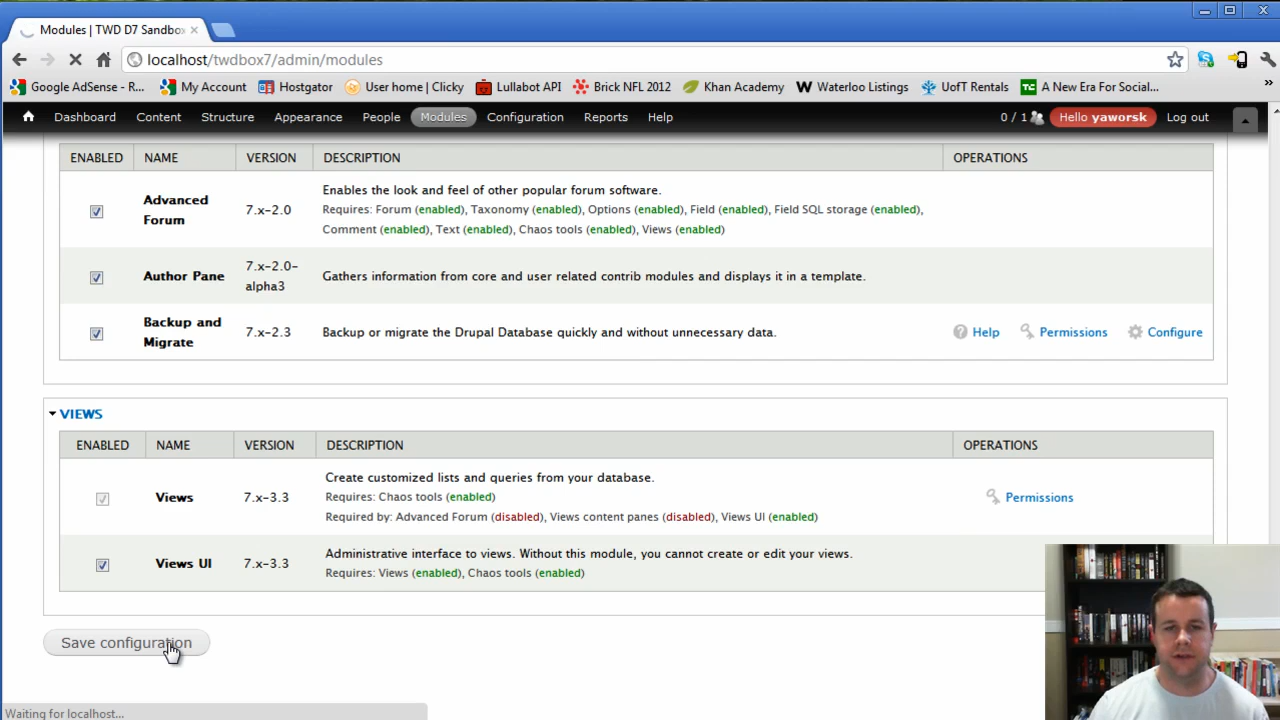 Modules | TWD D7 Sandbox
localhost/twdbox7/admin/modules
Google AdSense - R... My Account Hostgator User home | Clicky Lullabot API Brick NFL 2012 Khan Academy W Waterloo Listings UofT Rentals TC A New Era For Social... »
Dashboard Content Structure Appearance People Modules Configuration Reports Help 0 / 1 Hello yaworsk Log out
ENABLED NAME VERSION DESCRIPTION OPERATIONS
Advanced Forum 7.x-2.0 Enables the look and feel of other popular forum software.
Requires: Forum (enabled), Taxonomy (enabled), Options (enabled), Field (enabled), Field SQL storage (enabled),
Comment (enabled), Text (enabled), Chaos tools (enabled), Views (enabled)
Author Pane 7.x-2.0-alpha3 Gathers information from core and user related contrib modules and displays it in a template.
Backup and Migrate 7.x-2.3 Backup or migrate the Drupal Database quickly and without unnecessary data. Help Permissions Configure
VIEWS
ENABLED NAME VERSION DESCRIPTION OPERATIONS
Views 7.x-3.3 Create customized lists and queries from your database.
Requires: Chaos tools (enabled) Permissions
Required by: Advanced Forum (disabled), Views content panes (disabled), Views UI (enabled)
Views UI 7.x-3.3 Administrative interface to views. Without this module, you cannot create or edit your views.
Requires: Views (enabled), Chaos tools (enabled)
Save configuration
Waiting for localhost...